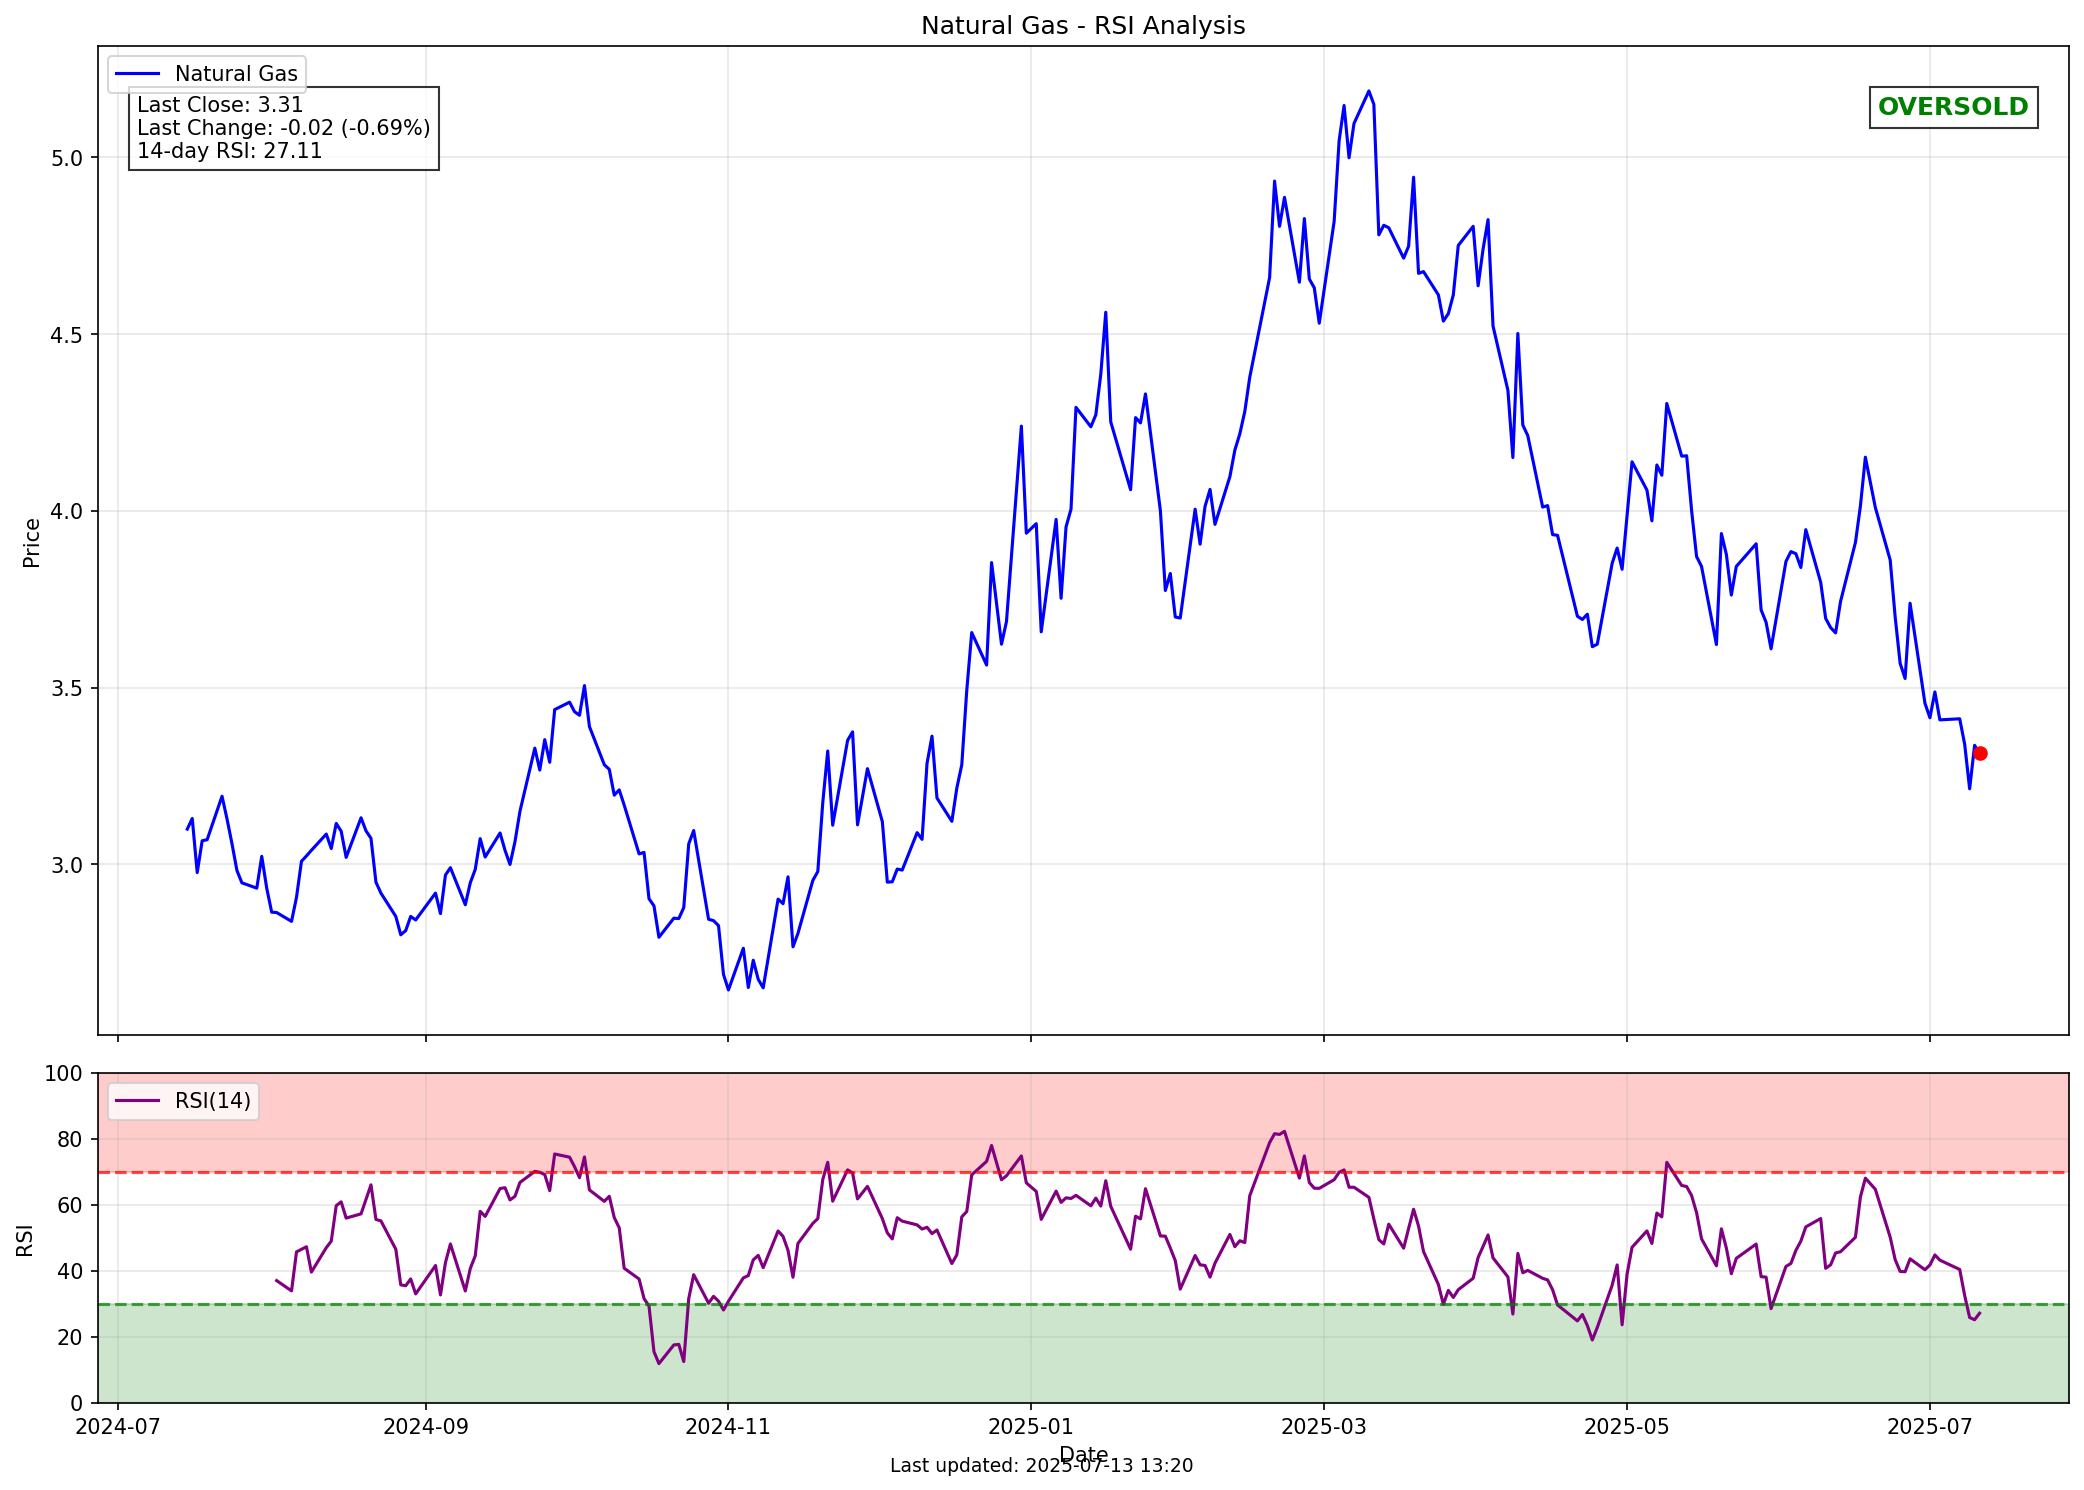 Natural Gas - RSI Analysis
Natural Gas
Last Close: 3.31
Last Change: -0.02 (-0.69%)
14-day RSI: 27.11
OVERSOLD
Price
5.0
4.5
4.0
3.5
3.0
RSI(14)
RSI
100
80
60
40
20
0
2024-07
2024-09
2024-11
2025-01
2025-03
2025-05
2025-07
Date
Last updated: 2025-07-13 13:20